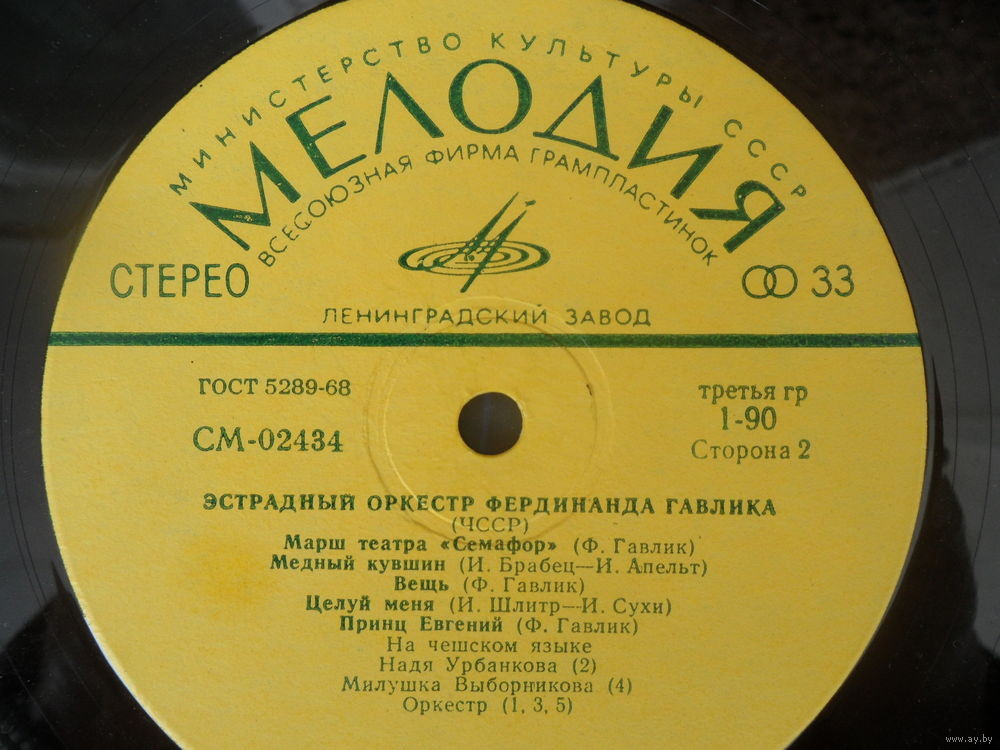 МИНИСТЕРСТВО КУЛЬТУРЫ СССР
МЕЛОДИЯ
ВСЕСОЮЗНАЯ ФИРМА ГРАМПЛАСТИНОК
СТЕРЕО
33
ЛЕНИНГРАДСКИЙ ЗАВОД
ГОСТ 5289-68
третья гр
СМ-02434
1-90
Сторона 2
ЭСТРАДНЫЙ ОРКЕСТР ФЕРДИНАНДА ГАВЛИКА
(ЧССР)
Марш театра «Семафор» (Ф. Гавлик)
Медный кувшин (И. Брабец—И. Апельт)
Вещь (Ф. Гавлик)
Целуй меня (И. Шлитр—И. Сухи)
Принц Евгений (Ф. Гавлик)
На чешском языке
Надя Урбанкова (2)
Милушка Выборникова (4)
Оркестр (1, 3, 5)
www.ay.by